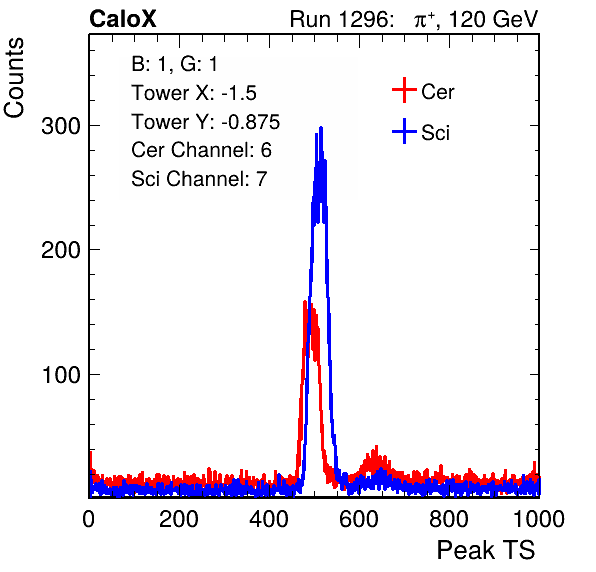 CaloX Run 1296: π⁺, 120 GeV
Counts
B: 1, G: 1
Tower X: -1.5
Tower Y: -0.875
Cer Channel: 6
Sci Channel: 7
Cer
Sci
300
200
100
0 200 400 600 800 1000
Peak TS